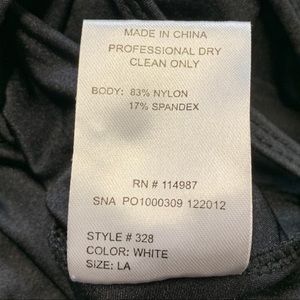 MADE IN CHINA
PROFESSIONAL DRY
CLEAN ONLY
BODY: 83% NYLON
17% SPANDEX
RN # 114987
SNA PO1000309 122012
STYLE # 328
COLOR: WHITE
SIZE: LA